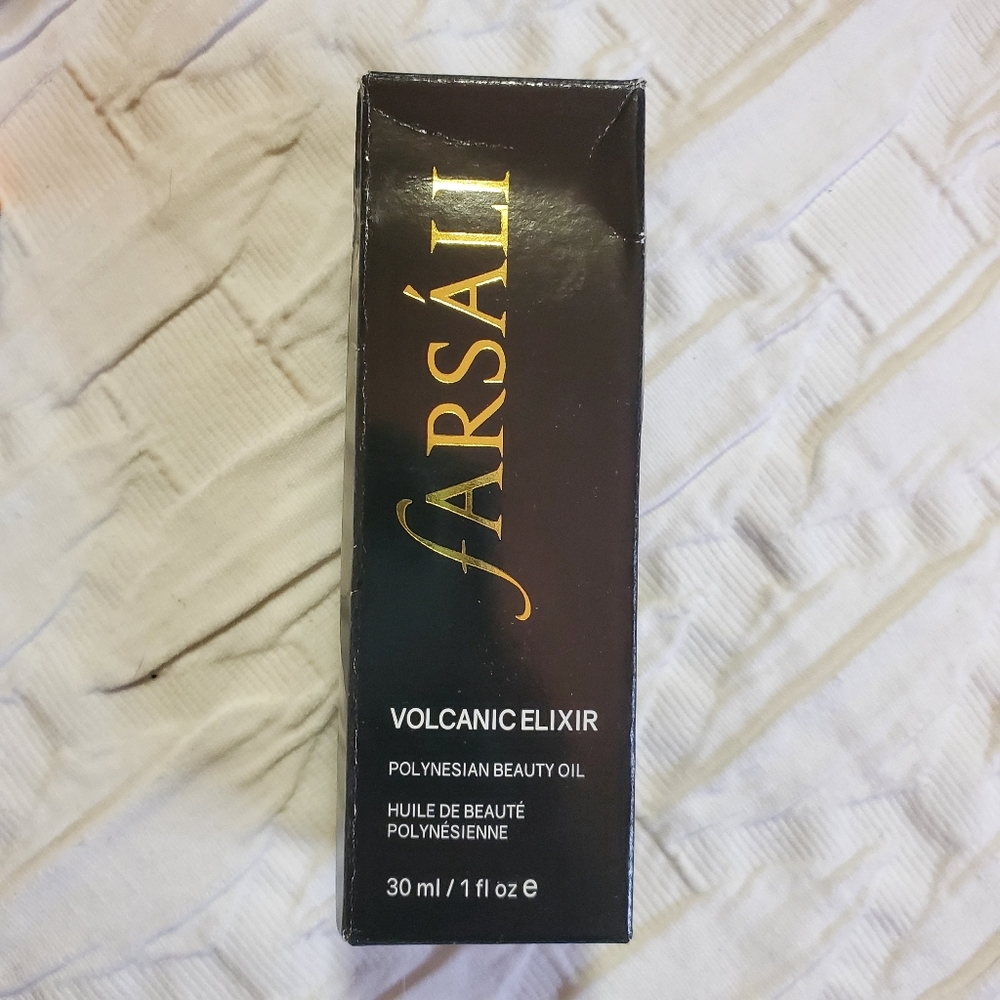 fARSÁLI
VOLCANIC ELIXIR
POLYNESIAN BEAUTY OIL
HUILE DE BEAUTÉ
POLYNÉSIENNE
30 ml / 1 fl oz e